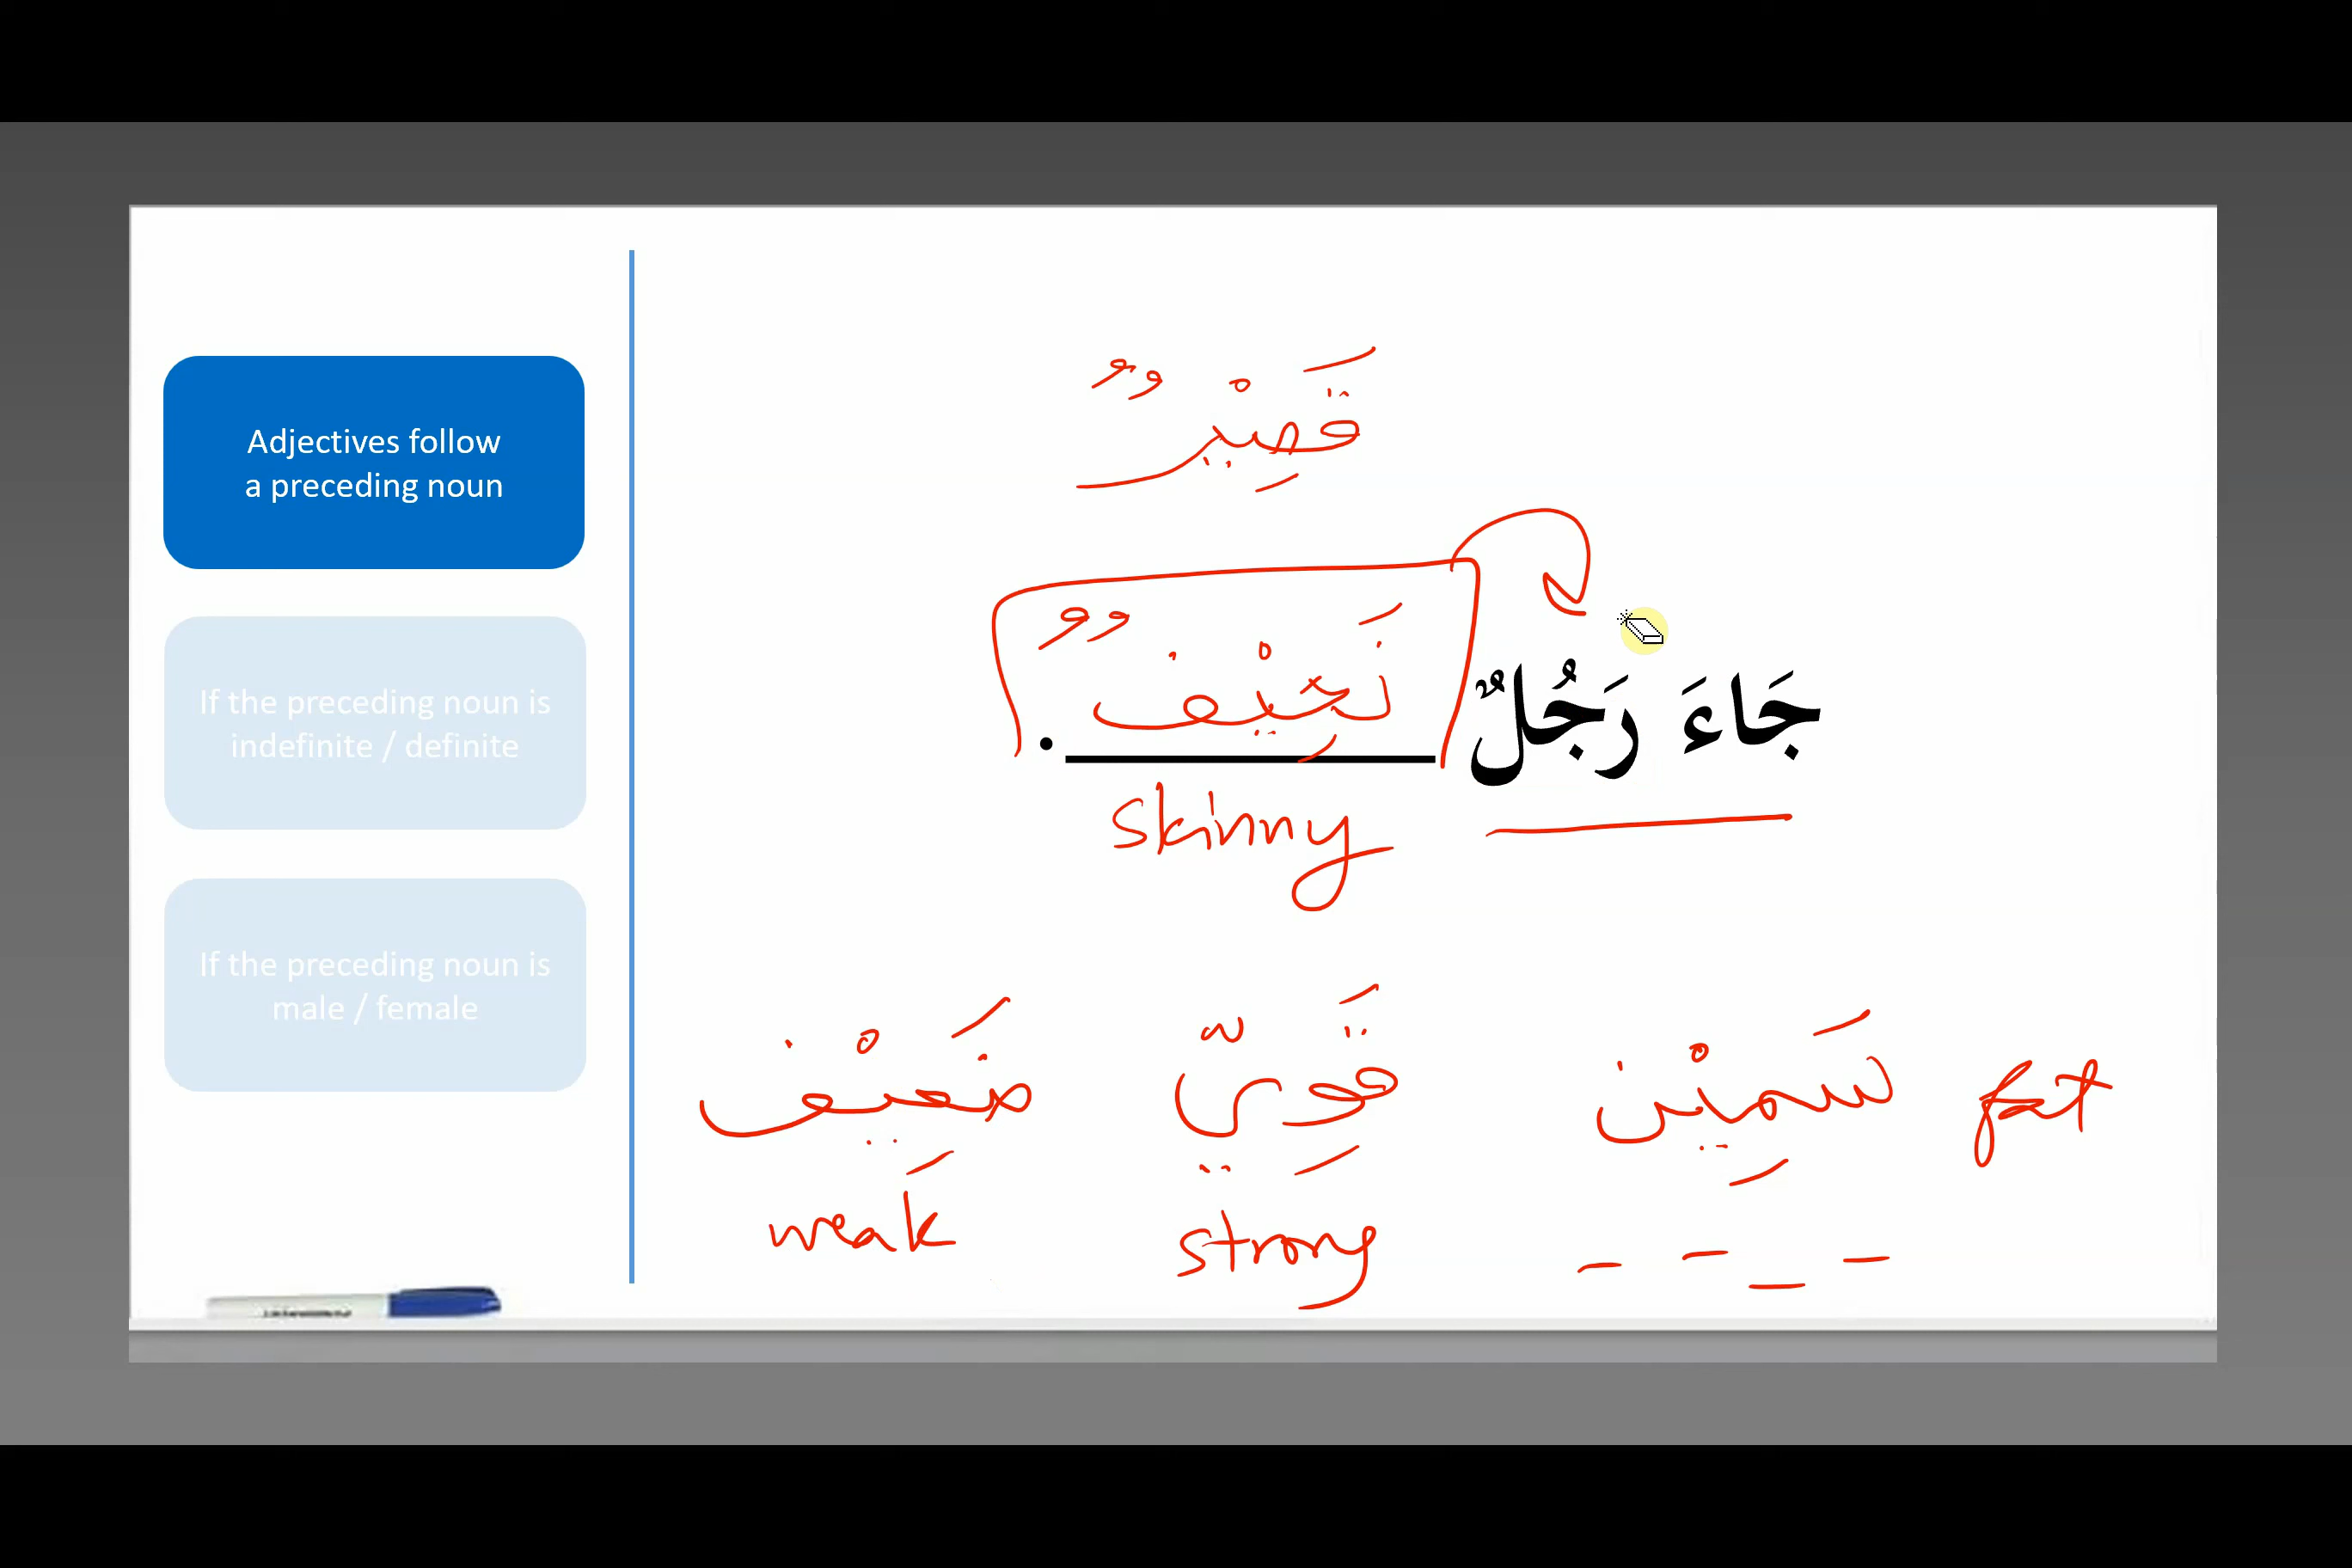 Adjectives follow
a preceding noun
If the preceding noun is
indefinite / definite
If the preceding noun is
male / female
قَصِيْرٌ
جَاءَ رَجُلٌ نَحِيْفٌ.
skinny
سَمِيْن fat
قَوِيّ
strong
ضَعِيْف
weak